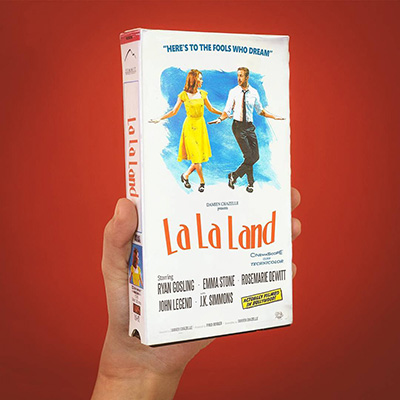 "HERE'S TO THE FOOLS WHO DREAM"
DAMIEN CHAZELLE
presents
La La Land
CINEMASCOPE
TECHNICOLOR
Starring
RYAN GOSLING · EMMA STONE · ROSEMARIE DEWITT
JOHN LEGEND · J.K. SIMMONS
ACTUALLY FILMED
IN HOLLYWOOD!
La La Land